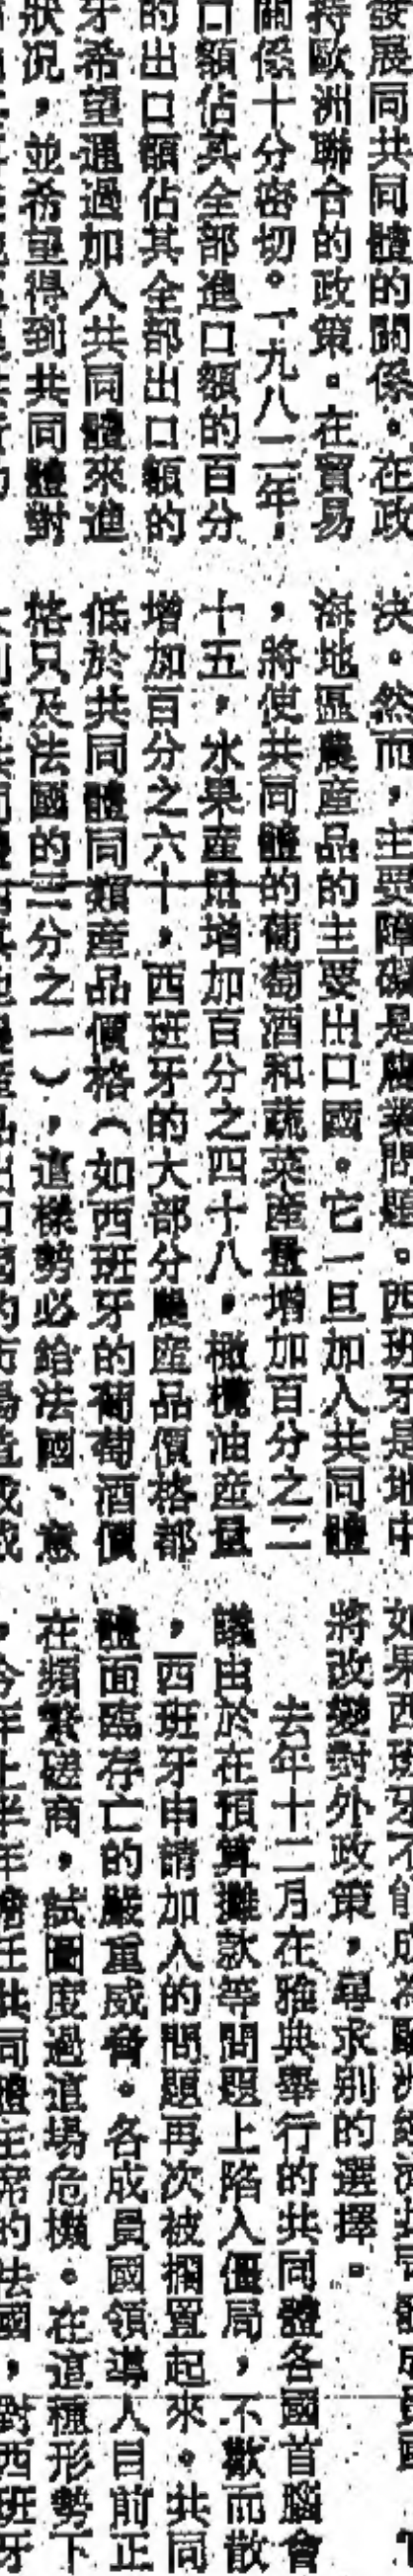 發展同共同體的關係。在政
持歐洲聯合的政策。在貿易
關係十分密切。一九八二年，
口額佔其全部進口額的百分
的出口額佔其全部出口額的
牙希望通過加入共同體來進
狀況，並希望得到共同體對
決。然而，主要障礙是農業問題。西班牙是地中
海地區農產品的主要出口國。它一旦加入共同體
，將使共同體的葡萄酒和蔬菜產量增加百分之二
十五，水果產量增加百分之四十八，橄欖油產量
增加百分之六十，西班牙的大部分農產品價格都
低於共同體同類產品價格（如西班牙的葡萄酒價
格只及法國的三分之一），這樣勢必給法國、意
如果西班牙不能成為歐洲經濟共同體成員國
將改變對外政策，尋求別的選擇。
去年十二月在雅典舉行的共同體各國首腦會
議由於在預算攤款等問題上陷入僵局，不歡而散
，西班牙申請加入的問題再次被擱置起來。共同
體面臨存亡的嚴重威脅。各成員國領導人目前正
在頻繁磋商，試圖度過這場危機。在這種形勢下
，今年上半年擔任共同體主席的法國，對西班牙